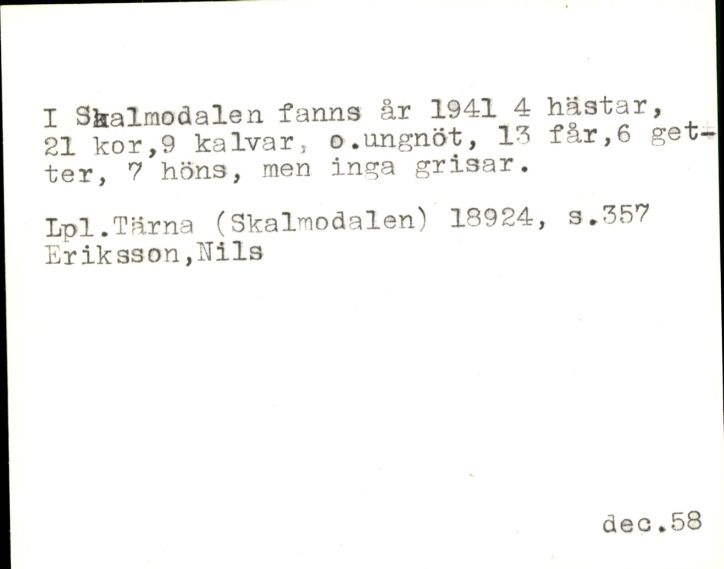 I Skalmodalen fanns år 1941 4 hästar,
21 kor,9 kalvar, o.ungnöt, 13 får,6 get-
ter, 7 höns, men inga grisar.
Lpl.Tärna (Skalmodalen) 18924, s.357
Eriksson,Nils
dec.58